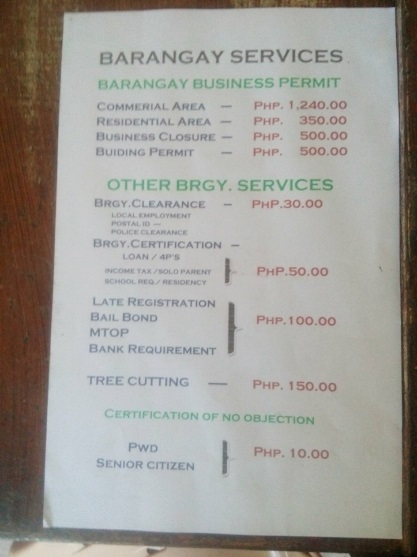 BARANGAY SERVICES
BARANGAY BUSINESS PERMIT
COMMERIAL AREA — PHP. 1,240.00
RESIDENTIAL AREA — PHP. 350.00
BUSINESS CLOSURE — PHP. 500.00
BUIDING PERMIT — PHP. 500.00
OTHER BRGY. SERVICES
BRGY.CLEARANCE — PHP.30.00
LOCAL EMPLOYMENT
POSTAL ID —
POLICE CLEARANCE
BRGY.CERTIFICATION —
LOAN / 4P'S
INCOME TAX /SOLO PARENT PHP.50.00
SCHOOL REQ./ RESIDENCY
LATE REGISTRATION
BAIL BOND PHP.100.00
MTOP
BANK REQUIREMENT
TREE CUTTING — PHP. 150.00
CERTIFICATION OF NO OBJECTION
PWD PHP. 10.00
SENIOR CITIZEN